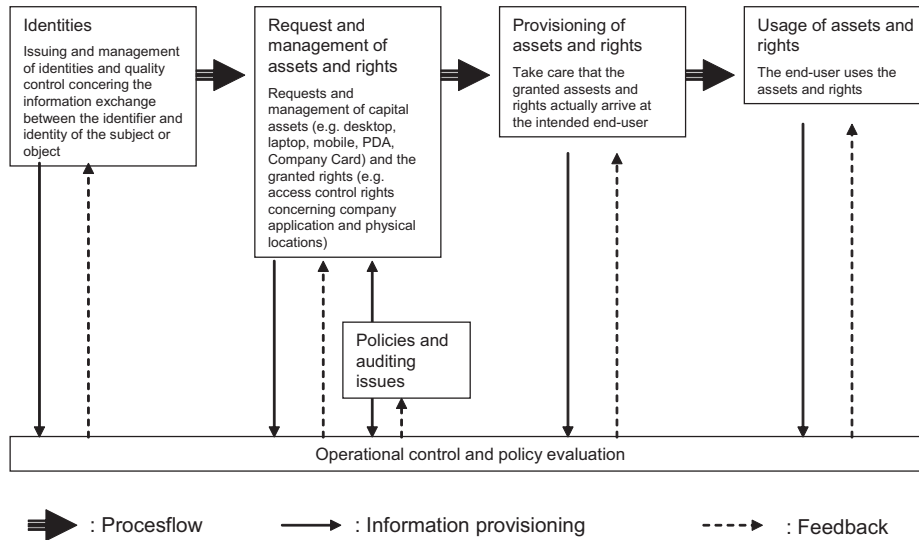 Identities
Issuing and management
of identities and quality
control concering the
information exchange
between the identifier and
identity of the subject or
object
Request and
management of
assets and rights
Requests and
management of capital
assets (e.g. desktop,
laptop, mobile, PDA,
Company Card) and the
granted rights (e.g.
access control rights
concerning company
application and physical
locations)
Provisioning of
assets and rights
Take care that the
granted assests and
rights actually arrive at
the intended end-user
Usage of assets and
rights
The end-user uses the
assets and rights
Policies and
auditing
issues
Operational control and policy evaluation
: Procesflow
: Information provisioning
: Feedback